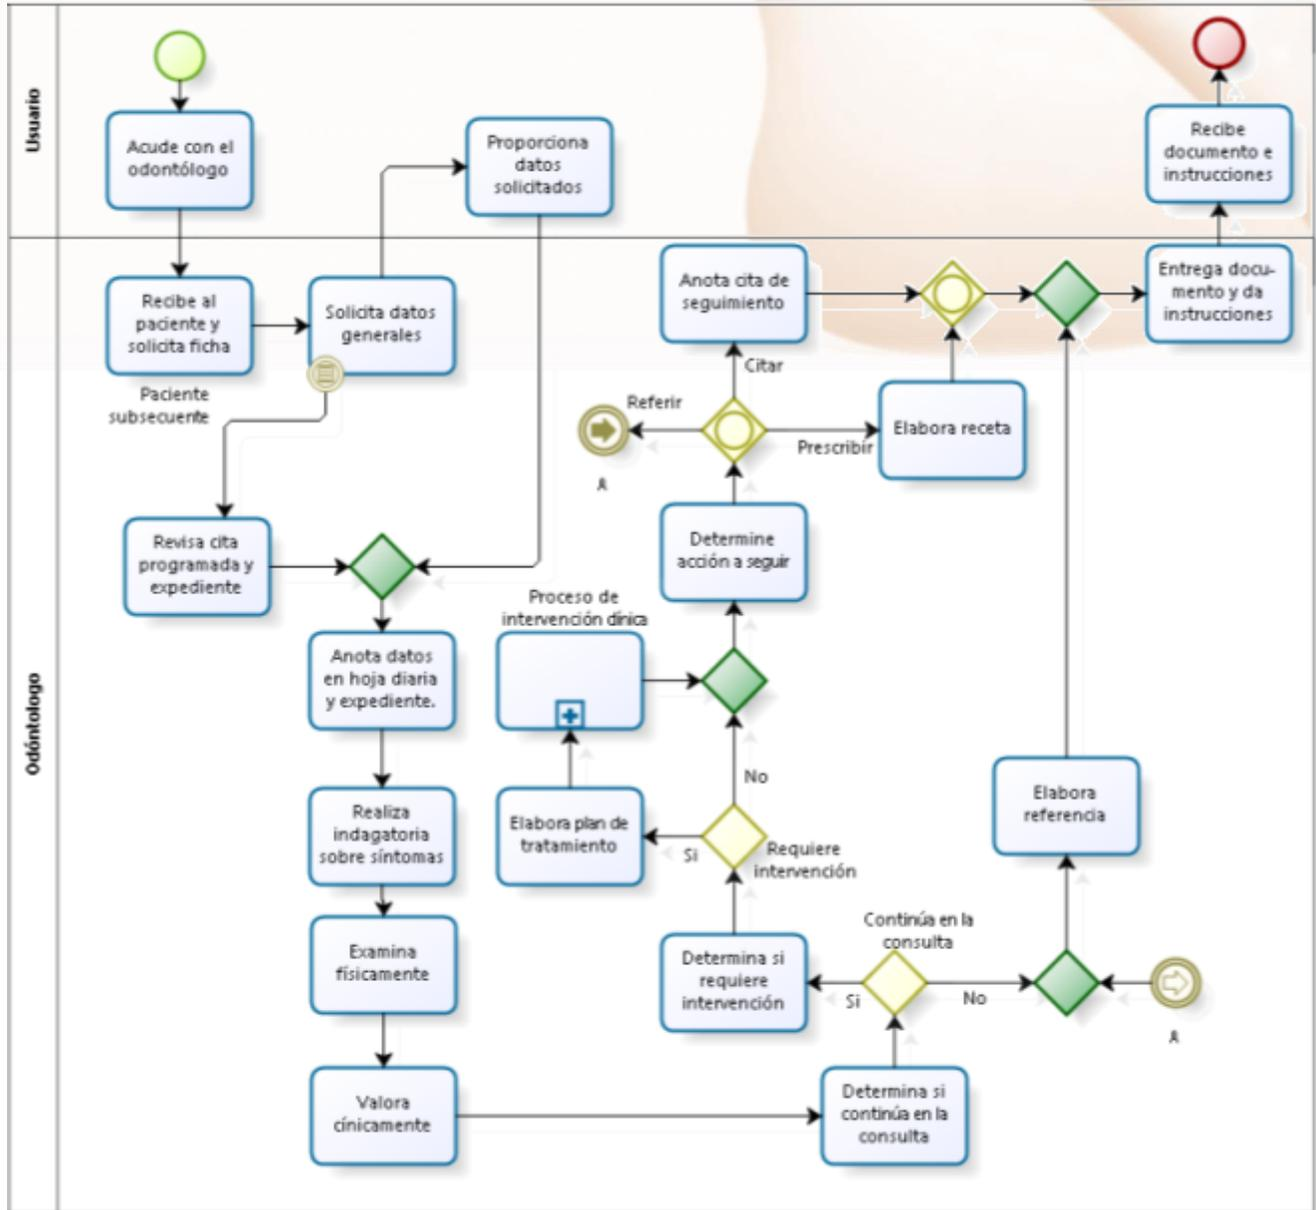 Usuario
Acude con el
odontólogo
Proporciona
datos
solicitados
Recibe
documento e
instrucciones
Odóntologo
Recibe al
paciente y
solicita ficha
Solicita datos
generales
Paciente
subsecuente
Anota cita de
seguimiento
Entrega docu-
mento y da
instrucciones
Citar
Referir
Prescribir
Elabora receta
A
Revisa cita
programada y
expediente
Determine
acción a seguir
Proceso de
intervención clínica
Anota datos
en hoja diaria
y expediente.
No
Realiza
indagatoria
sobre síntomas
Elabora plan de
tratamiento
Si
Requiere
intervención
Elabora
referencia
Examina
físicamente
Determina si
requiere
intervención
Continúa en la
consulta
Si
No
A
Valora
cínicamente
Determina si
continúa en la
consulta